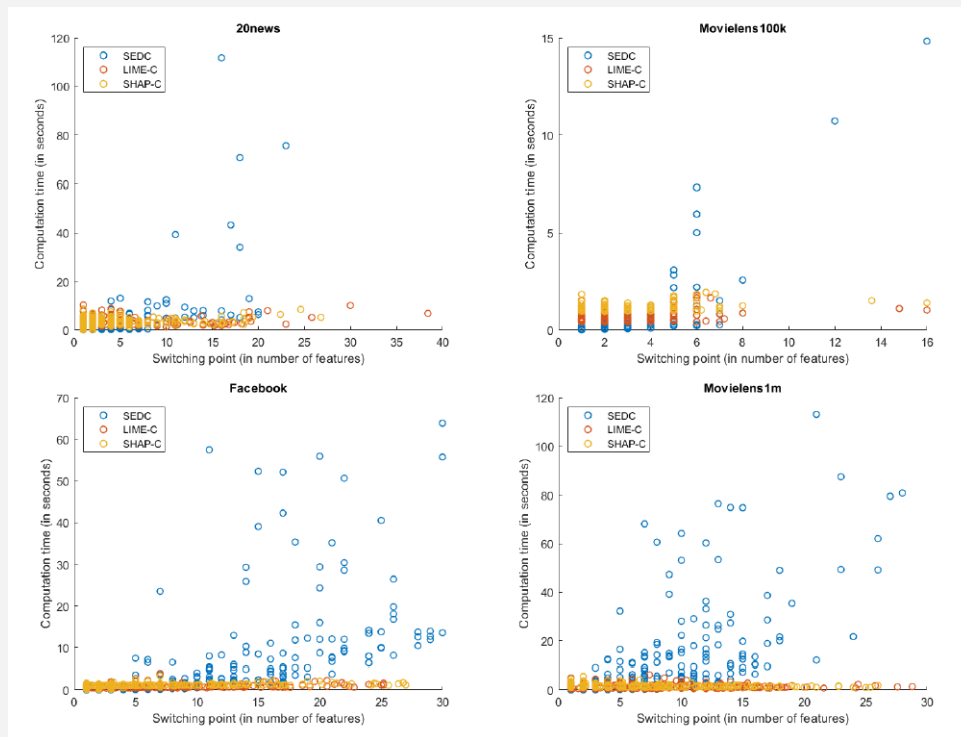 20news
120
100
80
60
40
20
0
Computation time (in seconds)
SEDC
LIME-C
SHAP-C
0 5 10 15 20 25 30 35 40
Switching point (in number of features)
Movielens100k
15
10
5
0
Computation time (in seconds)
SEDC
LIME-C
SHAP-C
0 2 4 6 8 10 12 14 16
Switching point (in number of features)
Facebook
70
60
50
40
30
20
10
0
Computation time (in seconds)
SEDC
LIME-C
SHAP-C
0 5 10 15 20 25 30
Switching point (in number of features)
Movielens1m
120
100
80
60
40
20
0
Computation time (in seconds)
SEDC
LIME-C
SHAP-C
0 5 10 15 20 25 30
Switching point (in number of features)